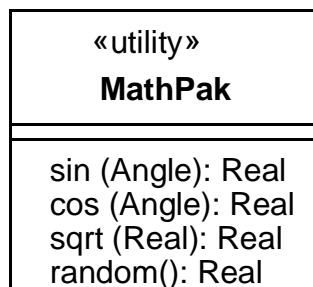 «utility»
MathPak
sin (Angle): Real
cos (Angle): Real
sqrt (Real): Real
random(): Real